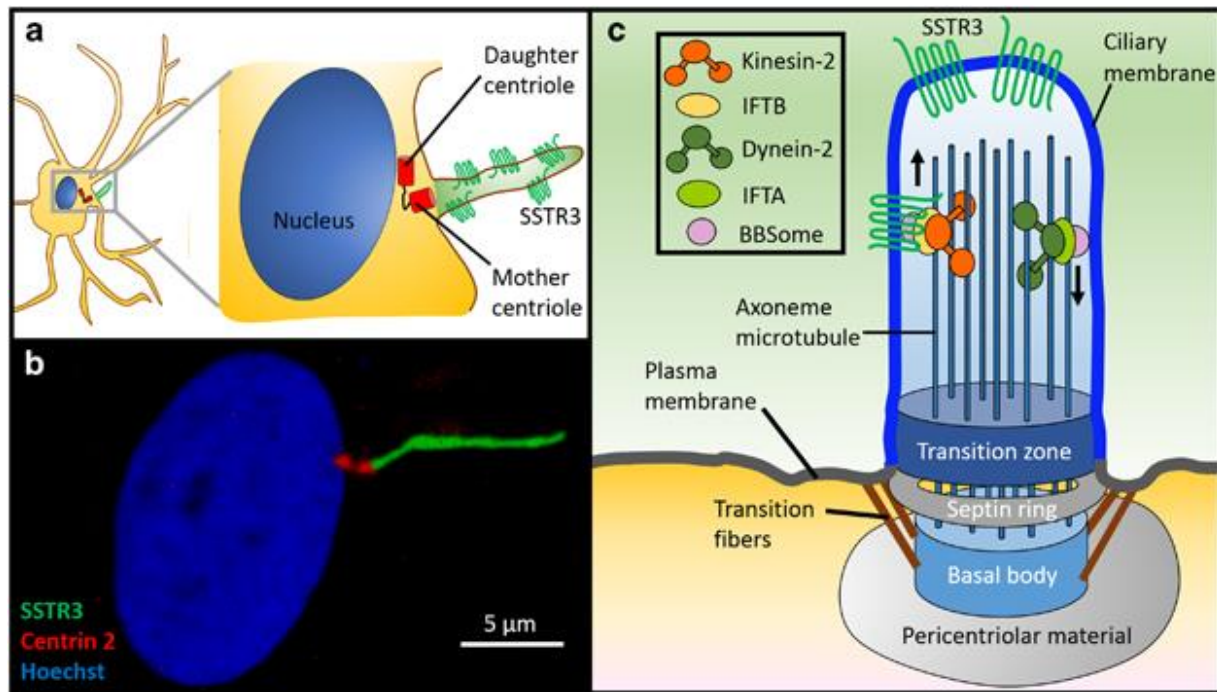 a
Daughter
centriole
Nucleus
SSTR3
Mother
centriole
b
SSTR3
Centrin 2
Hoechst
5 µm
c
SSTR3
Ciliary
membrane
Kinesin-2
IFTB
Dynein-2
IFTA
BBSome
Axoneme
microtubule
Plasma
membrane
Transition zone
Septin ring
Transition
fibers
Basal body
Pericentriolar material